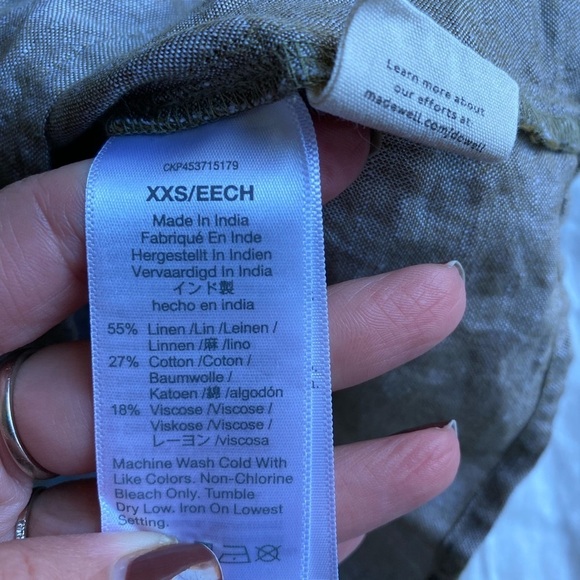 Learn more about
our efforts at:
madewell.com/dowell
CKP453715179
XXS/EECH
Made In India
Fabriqué En Inde
Hergestellt In Indien
Vervaardigd In India
インド製
hecho en india
55% Linen /Lin /Leinen /
Linnen /麻 /lino
27% Cotton /Coton /
Baumwolle /
Katoen /綿 /algodón
18% Viscose /Viscose /
Viskose /Viscose /
レーヨン /viscosa
Machine Wash Cold With
Like Colors. Non-Chlorine
Bleach Only. Tumble
Dry Low. Iron On Lowest
Setting.